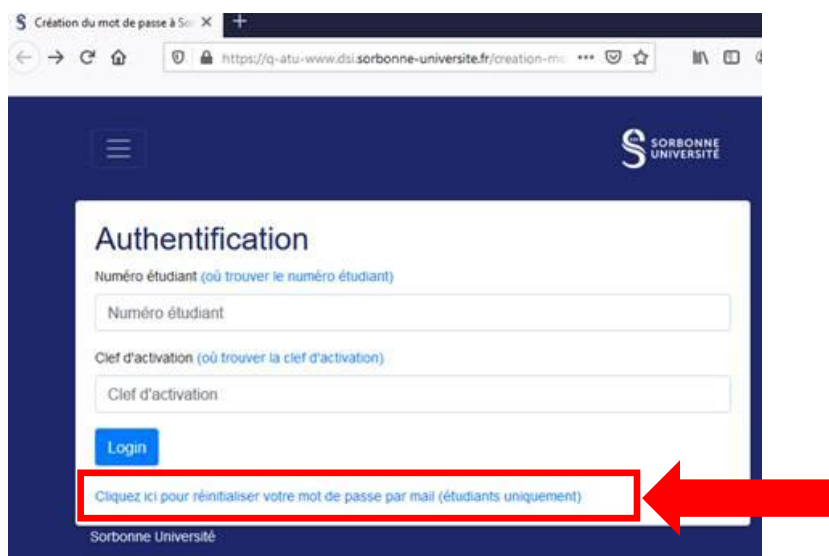 Création du mot de passe à So
https://q-atu-www.dsi.sorbonne-universite.fr/creation-mo
SORBONNE
UNIVERSITÉ
Authentification
Numéro étudiant (où trouver le numéro étudiant)
Numéro étudiant
Clef d'activation (où trouver la clef d'activation)
Clef d'activation
Login
Cliquez ici pour réinitialiser votre mot de passe par mail (étudiants uniquement)
Sorbonne Université